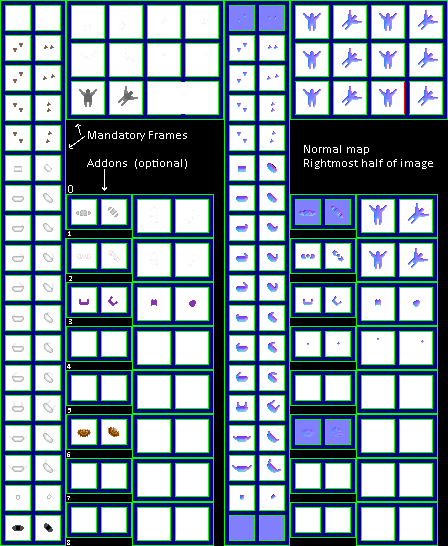 Mandatory Frames
Addons (optional)
Normal map
Rightmost half of image
0
1
2
3
4
5
6
7
8